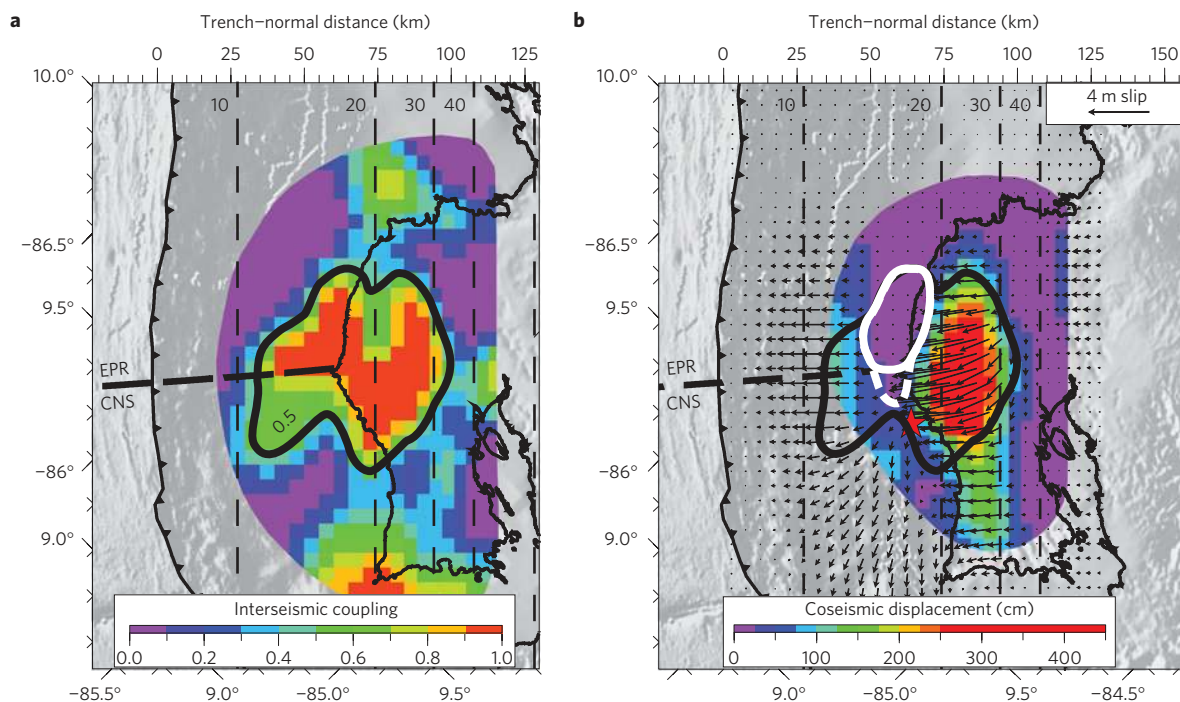 a
Trench–normal distance (km)
0 25 50 75 100 125
10.0°
10 20 30 40
−86.5°
9.5°
EPR
CNS
0.5
−86°
9.0°
Interseismic coupling
0.0 0.2 0.4 0.6 0.8 1.0
−85.5° 9.0° −85.0° 9.5°
b
Trench–normal distance (km)
0 25 50 75 100 125 150
10.0°
10 20 30 40
4 m slip
−86.5°
9.5°
EPR
CNS
−86°
9.0°
Coseismic displacement (cm)
0 100 200 300 400
9.0° −85.0° 9.5° −84.5°